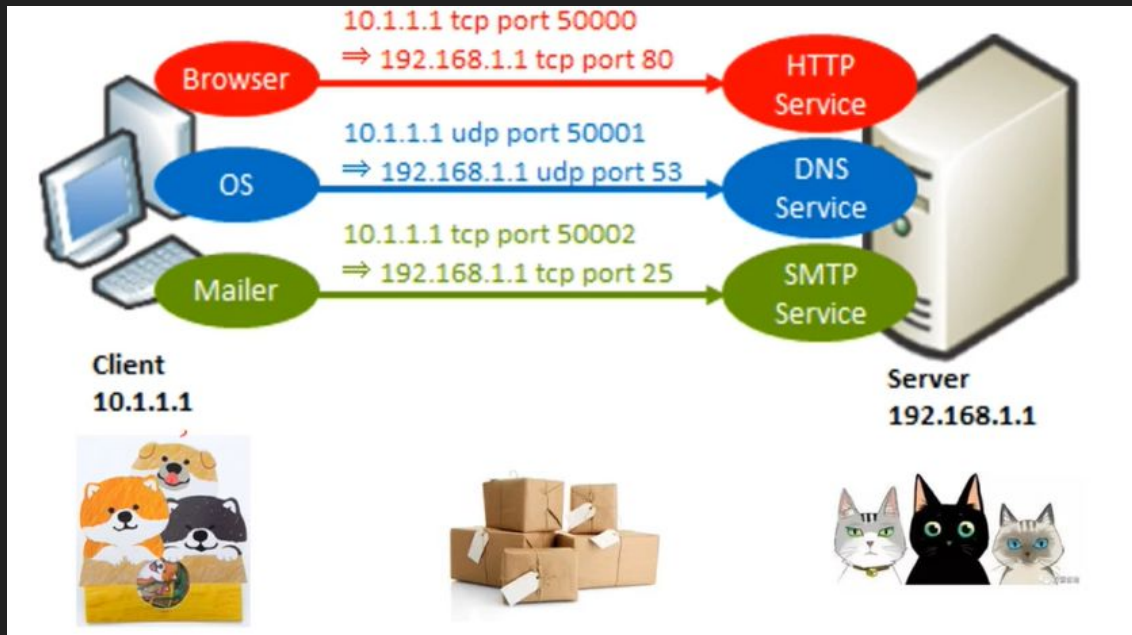 10.1.1.1 tcp port 50000
⇒ 192.168.1.1 tcp port 80
Browser
HTTP
Service
10.1.1.1 udp port 50001
⇒ 192.168.1.1 udp port 53
OS
DNS
Service
10.1.1.1 tcp port 50002
⇒ 192.168.1.1 tcp port 25
Mailer
SMTP
Service
Client
10.1.1.1
Server
192.168.1.1